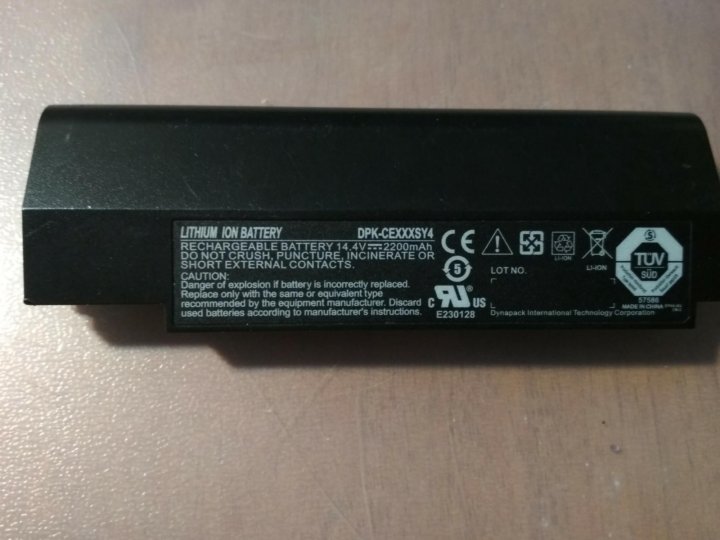 LITHIUM ION BATTERY DPK-CEXXXSY4
RECHARGEABLE BATTERY 14.4V⎓2200mAh
DO NOT CRUSH, PUNCTURE, INCINERATE OR
SHORT EXTERNAL CONTACTS.
CAUTION:
Danger of explosion if battery is incorrectly replaced.
Replace only with the same or equivalent type
recommended by the equipment manufacturer. Discard
used batteries according to manufacturer's instructions.
CE
5
c UL US
E230128
LI-ION
LI-ION
LOT NO.
Dynapack International Technology Corporation
S
TÜV
SÜD
57586
MADE IN CHINA